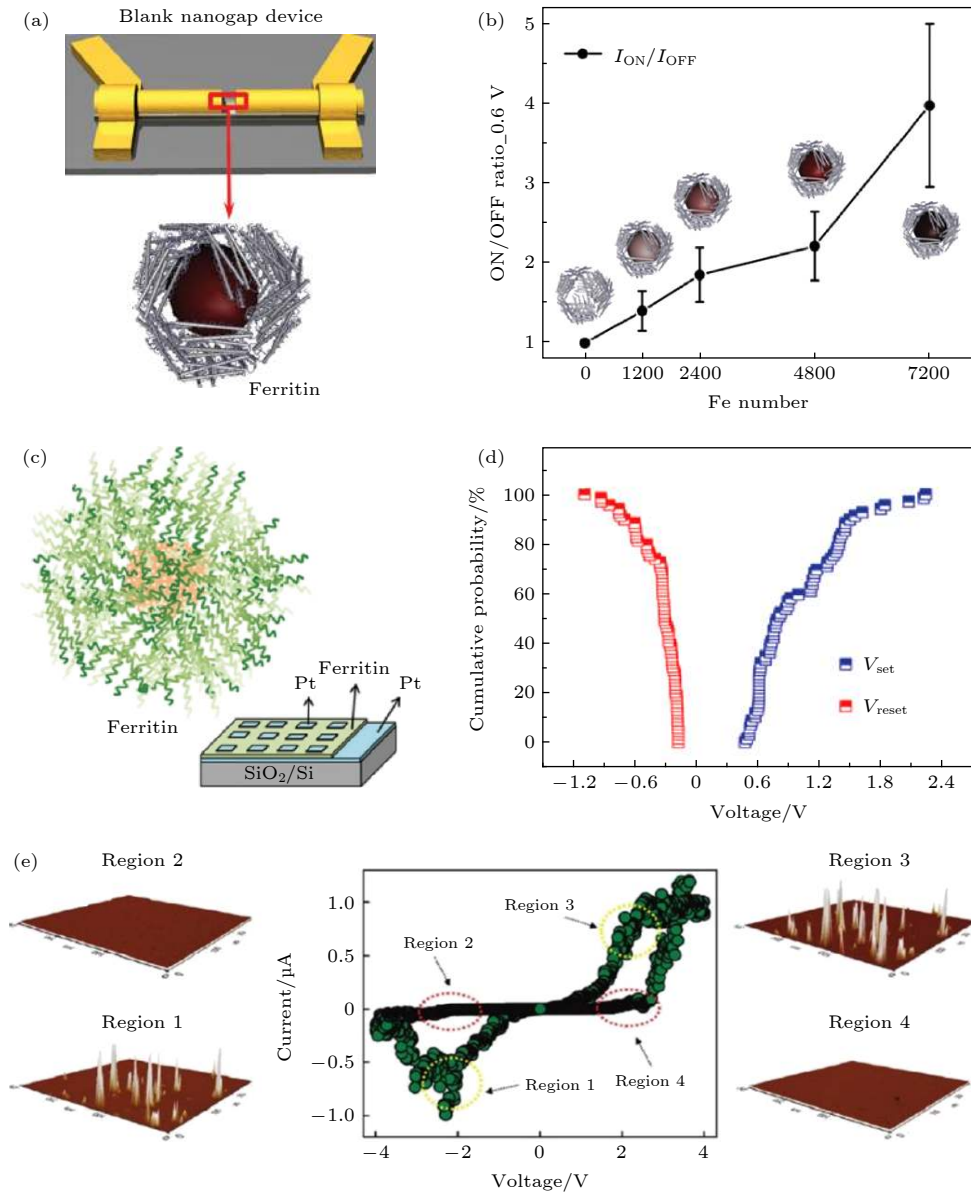 (a)
Blank nanogap device
Ferritin
(b)
ON/OFF ratio_0.6 V
5
4
3
2
1
I_ON/I_OFF
0 1200 2400 4800 7200
Fe number
(c)
Ferritin
Pt
Ferritin
Pt
SiO₂/Si
(d)
Cumulative probability/%
100
80
60
40
20
0
V_set
V_reset
−1.2 −0.6 0 0.6 1.2 1.8 2.4
Voltage/V
(e)
Region 2
Region 1
Current/μA
1.0
0.5
0
−0.5
−1.0
Region 3
Region 2
Region 1
Region 4
−4 −2 0 2 4
Voltage/V
Region 3
Region 4